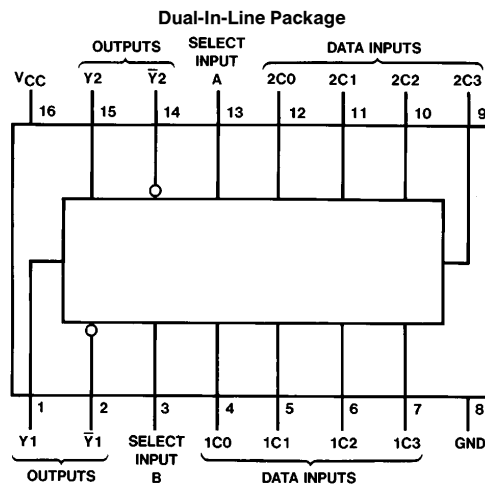 Dual-In-Line Package
OUTPUTS SELECT INPUT A DATA INPUTS
VCC Y2 Y̅2 2C0 2C1 2C2 2C3
16 15 14 13 12 11 10 9
1 2 3 4 5 6 7 8
Y1 Y̅1 SELECT INPUT B 1C0 1C1 1C2 1C3 GND
OUTPUTS DATA INPUTS